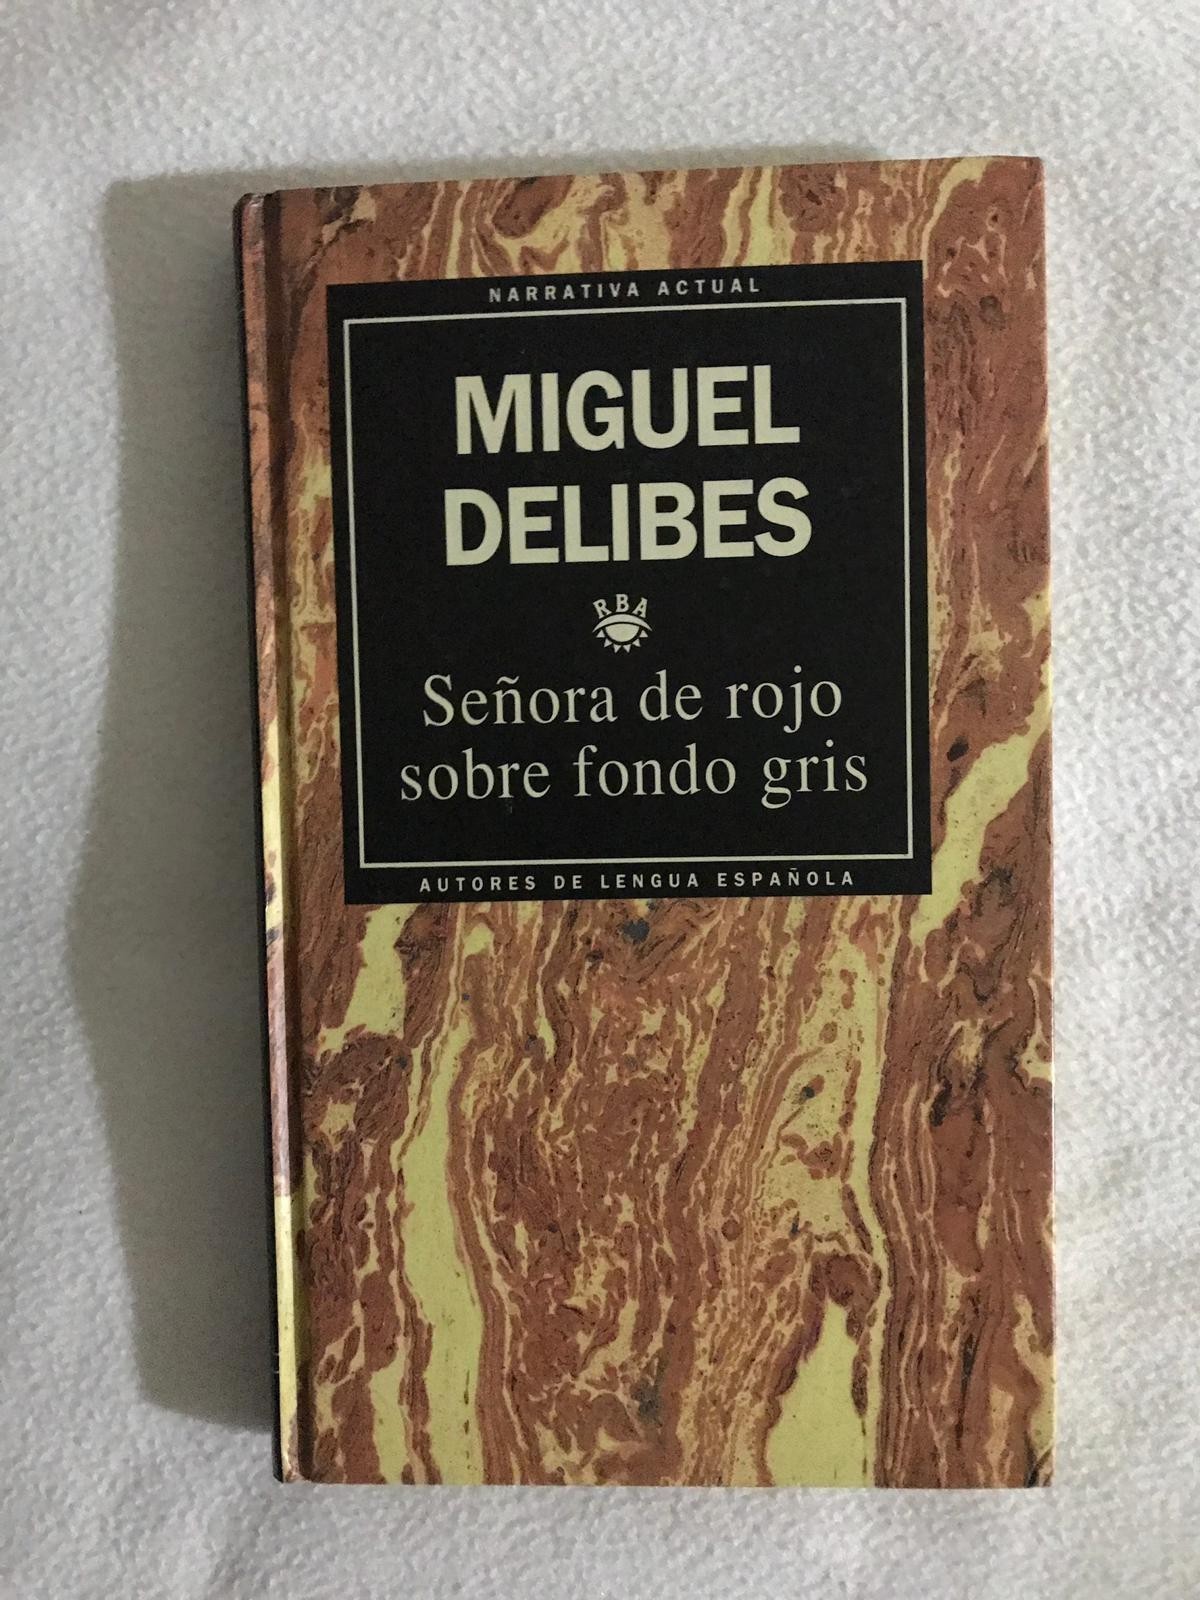 NARRATIVA ACTUAL
MIGUEL
DELIBES
RBA
Señora de rojo
sobre fondo gris
AUTORES DE LENGUA ESPAÑOLA